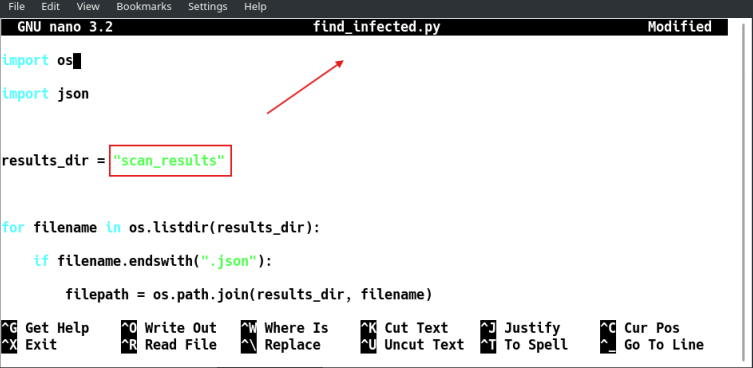 File Edit View Bookmarks Settings Help
GNU nano 3.2 find_infected.py Modified
import os
import json
results_dir = "scan_results"
for filename in os.listdir(results_dir):
    if filename.endswith(".json"):
        filepath = os.path.join(results_dir, filename)
^G Get Help ^O Write Out ^W Where Is ^K Cut Text ^J Justify ^C Cur Pos
^X Exit ^R Read File ^\ Replace ^U Uncut Text ^T To Spell ^_ Go To Line